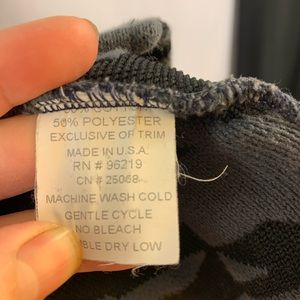 50% POLYESTER
EXCLUSIVE OF TRIM
MADE IN U.S.A.
RN # 96219
CN # 25068
MACHINE WASH COLD
GENTLE CYCLE
NO BLEACH
DRY LOW